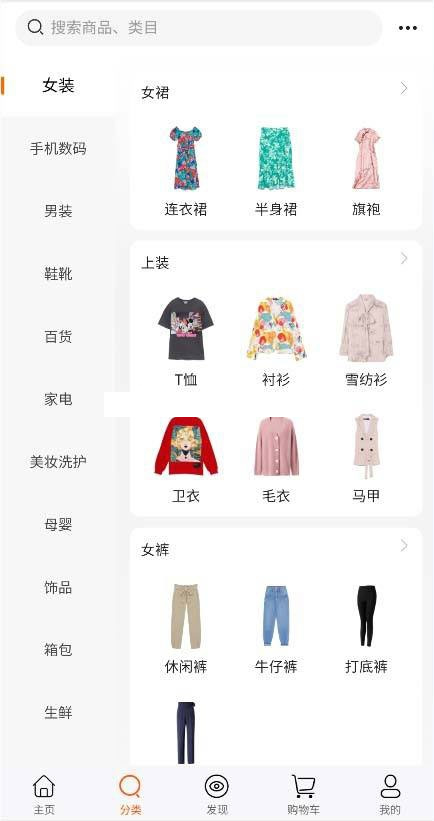 搜索商品、类目
女装
手机数码
男装
鞋靴
百货
家电
美妆洗护
母婴
饰品
箱包
生鲜
女裙
连衣裙 半身裙 旗袍
上装
T恤 衬衫 雪纺衫
卫衣 毛衣 马甲
女裤
休闲裤 牛仔裤 打底裤
主页 分类 发现 购物车 我的